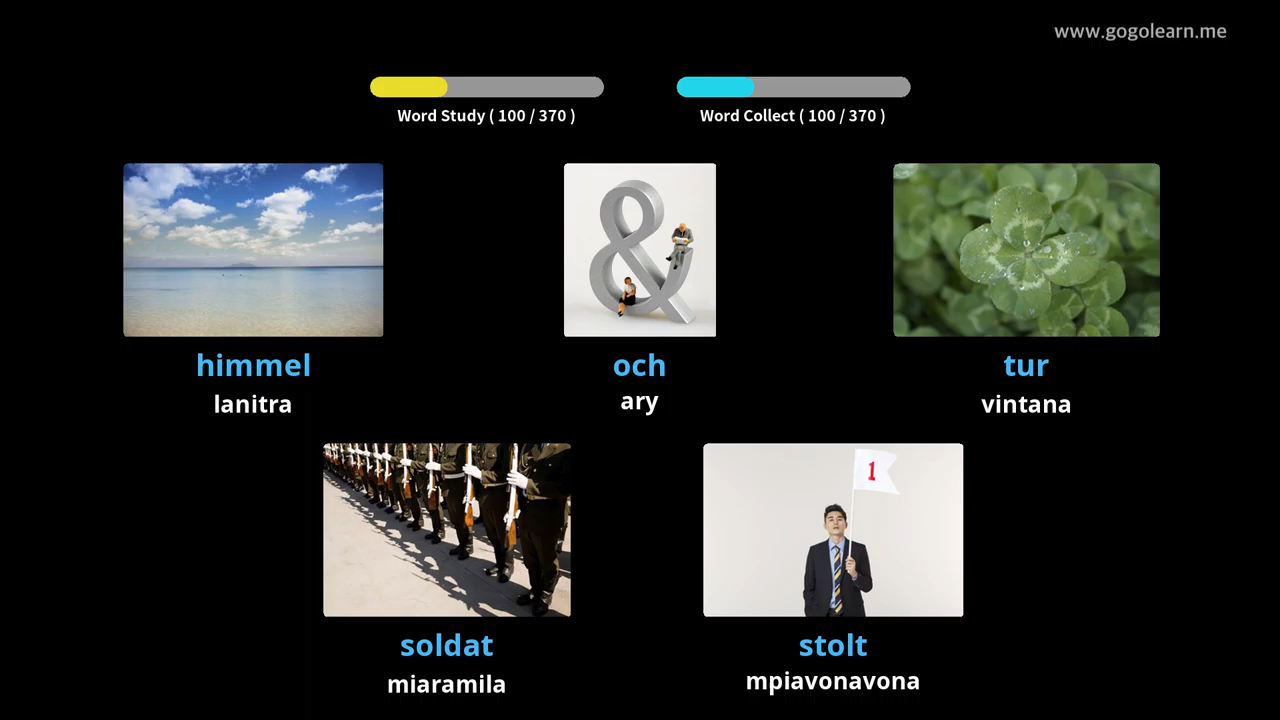 www.gogolearn.me
Word Study ( 100 / 370 )
Word Collect ( 100 / 370 )
himmel
lanitra
och
ary
tur
vintana
1
soldat
miaramila
stolt
mpiavonavona